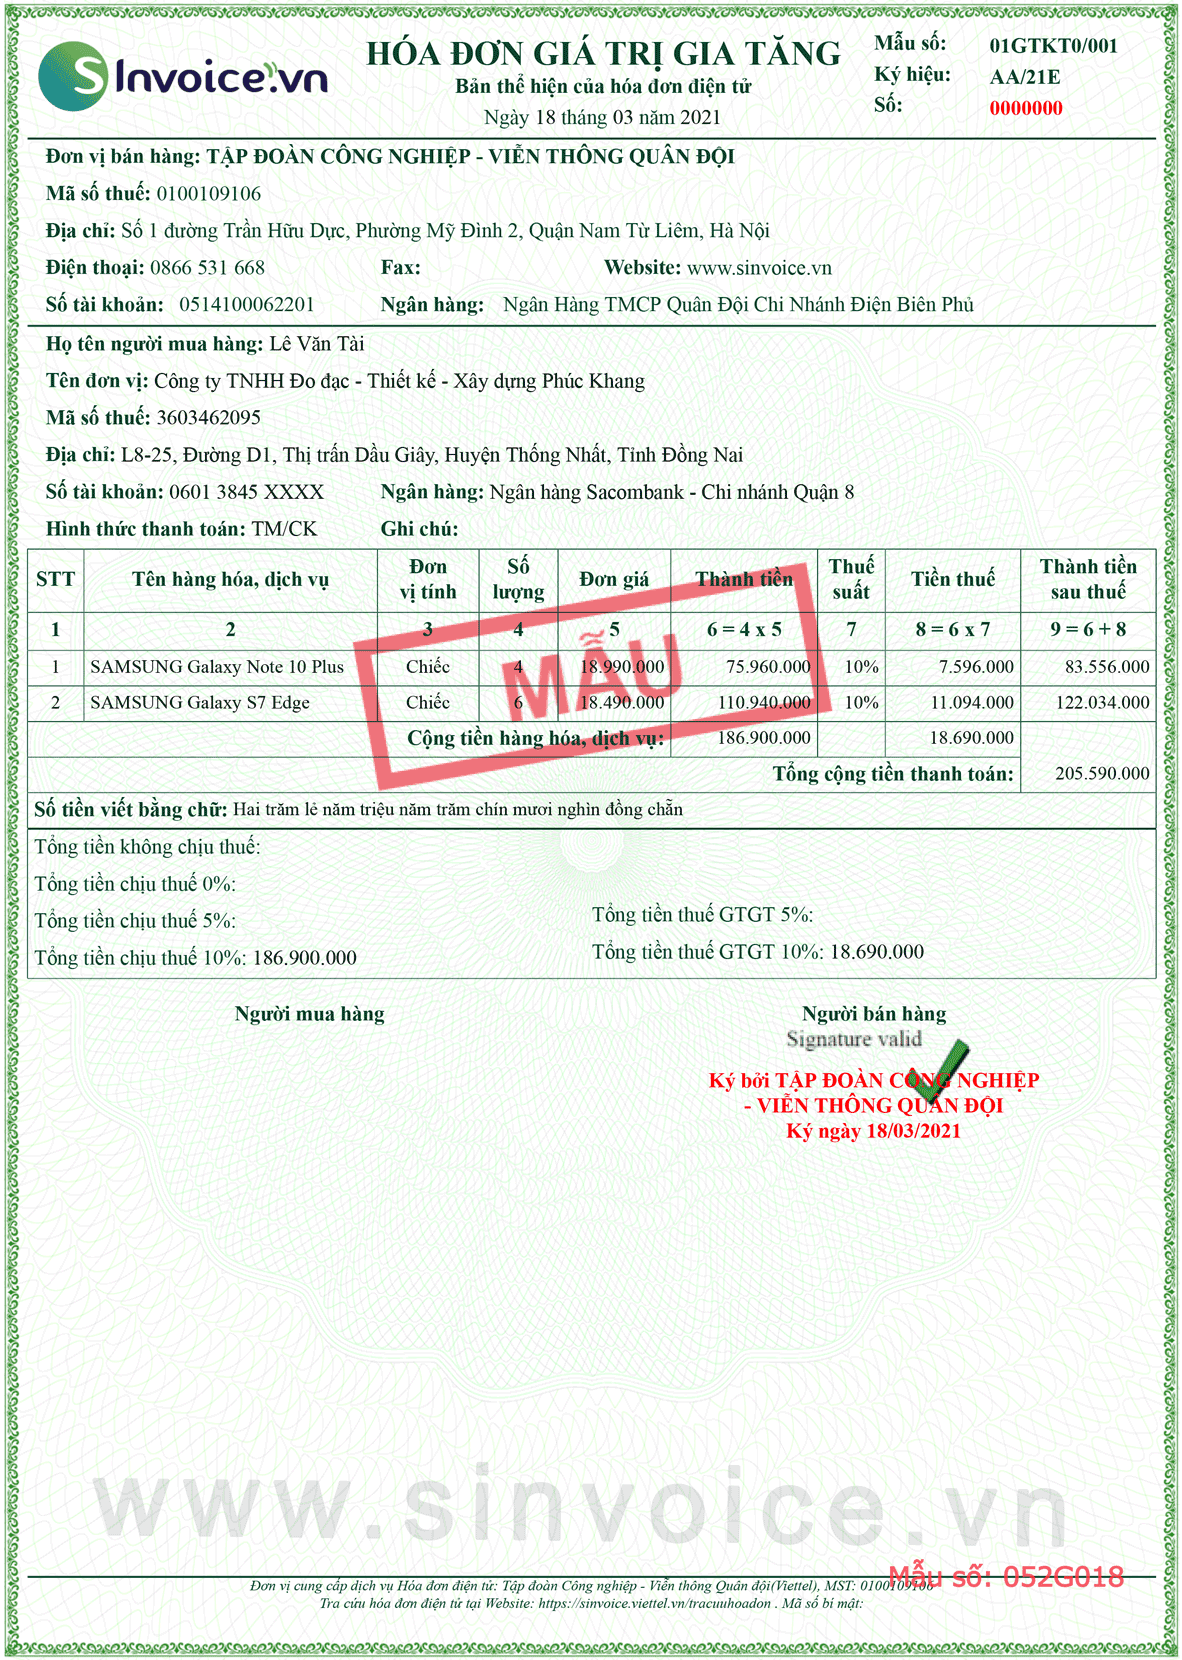 SInvoice.vn
HÓA ĐƠN GIÁ TRỊ GIA TĂNG
Bản thể hiện của hóa đơn điện tử
Ngày 18 tháng 03 năm 2021
Mẫu số: 01GTKT0/001
Ký hiệu: AA/21E
Số: 0000000
Đơn vị bán hàng: TẬP ĐOÀN CÔNG NGHIỆP - VIỄN THÔNG QUÂN ĐỘI
Mã số thuế: 0100109106
Địa chỉ: Số 1 đường Trần Hữu Dực, Phường Mỹ Đình 2, Quận Nam Từ Liêm, Hà Nội
Điện thoại: 0866 531 668 Fax: Website: www.sinvoice.vn
Số tài khoản: 0514100062201 Ngân hàng: Ngân Hàng TMCP Quân Đội Chi Nhánh Điện Biên Phủ
Họ tên người mua hàng: Lê Văn Tài
Tên đơn vị: Công ty TNHH Đo đạc - Thiết kế - Xây dựng Phúc Khang
Mã số thuế: 3603462095
Địa chỉ: L8-25, Đường D1, Thị trấn Dầu Giây, Huyện Thống Nhất, Tỉnh Đồng Nai
Số tài khoản: 0601 3845 XXXX Ngân hàng: Ngân hàng Sacombank - Chi nhánh Quận 8
Hình thức thanh toán: TM/CK Ghi chú:
STT Tên hàng hóa, dịch vụ Đơn vị tính Số lượng Đơn giá Thành tiền Thuế suất Tiền thuế Thành tiền sau thuế
1 2 3 4 5 6 = 4 x 5 7 8 = 6 x 7 9 = 6 + 8
1 SAMSUNG Galaxy Note 10 Plus Chiếc 4 18.990.000 75.960.000 10% 7.596.000 83.556.000
2 SAMSUNG Galaxy S7 Edge Chiếc 6 18.490.000 110.940.000 10% 11.094.000 122.034.000
MẪU
Cộng tiền hàng hóa, dịch vụ: 186.900.000 18.690.000
Tổng cộng tiền thanh toán: 205.590.000
Số tiền viết bằng chữ: Hai trăm lẻ năm triệu năm trăm chín mươi nghìn đồng chẵn
Tổng tiền không chịu thuế:
Tổng tiền chịu thuế 0%:
Tổng tiền chịu thuế 5%: Tổng tiền thuế GTGT 5%:
Tổng tiền chịu thuế 10%: 186.900.000 Tổng tiền thuế GTGT 10%: 18.690.000
Người mua hàng Người bán hàng
Signature valid
Ký bởi TẬP ĐOÀN CÔNG NGHIỆP
- VIỄN THÔNG QUÂN ĐỘI
Ký ngày 18/03/2021
www.sinvoice.vn
Mẫu số: 052G018
Đơn vị cung cấp dịch vụ Hóa đơn điện tử: Tập đoàn Công nghiệp - Viễn thông Quân đội(Viettel), MST: 0100109106
Tra cứu hóa đơn điện tử tại Website: https://sinvoice.viettel.vn/tracuuhoadon . Mã số bí mật: